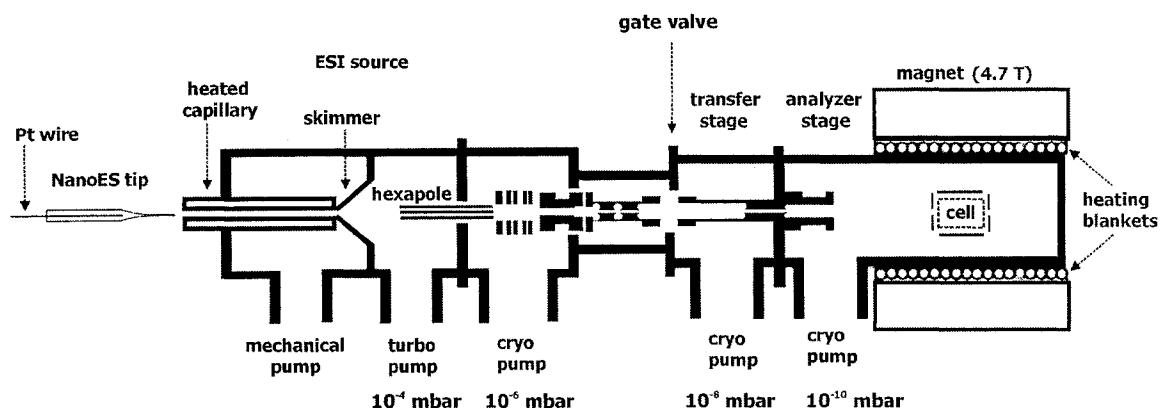 gate valve
ESI source
magnet (4.7 T)
heated
capillary
skimmer
transfer
stage
analyzer
stage
Pt wire
NanoES tip
hexapole
cell
heating
blankets
mechanical
pump
turbo
pump
cryo
pump
cryo
pump
cryo
pump
10⁻⁴ mbar
10⁻⁶ mbar
10⁻⁸ mbar
10⁻¹⁰ mbar